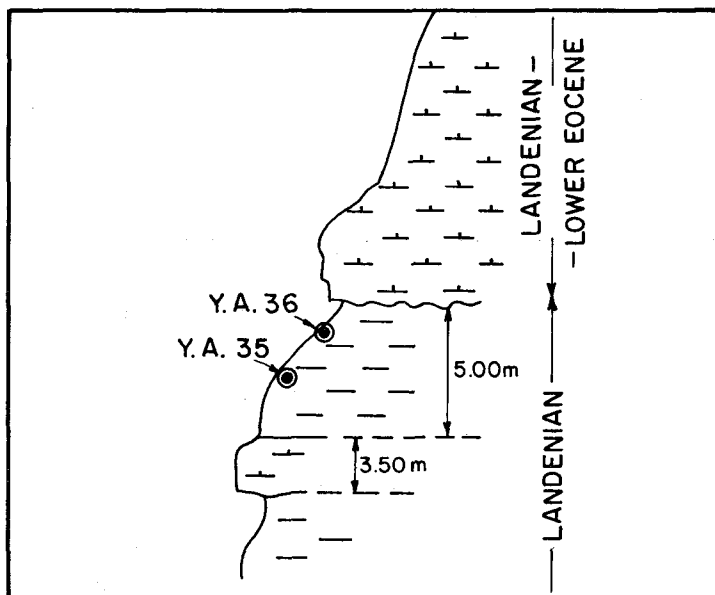 LANDENIAN –
– LOWER EOCENE
Y. A. 36
Y. A. 35
5.00m
3.50 m
LANDENIAN